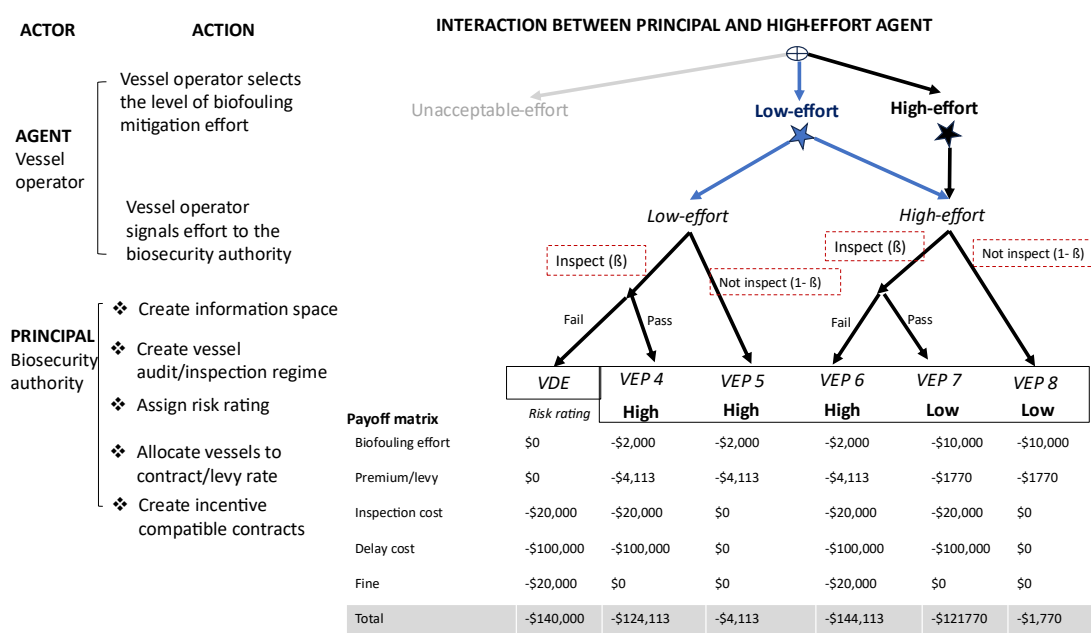 ACTOR
ACTION
AGENT
Vessel
operator
Vessel operator selects
the level of biofouling
mitigation effort
Vessel operator
signals effort to the
biosecurity authority
PRINCIPAL
Biosecurity
authority
❖ Create information space
❖ Create vessel
audit/inspection regime
❖ Assign risk rating
❖ Allocate vessels to
contract/levy rate
❖ Create incentive
compatible contracts
INTERACTION BETWEEN PRINCIPAL AND HIGH-EFFORT AGENT
Unacceptable-effort
Low-effort
High-effort
Low-effort
High-effort
Inspect (ß)
Not inspect (1- ß)
Inspect (ß)
Not inspect (1- ß)
Fail
Pass
Fail
Pass
VDE VEP 4 VEP 5 VEP 6 VEP 7 VEP 8
Payoff matrix Risk rating High High High Low Low
Biofouling effort $0 -$2,000 -$2,000 -$2,000 -$10,000 -$10,000
Premium/levy $0 -$4,113 -$4,113 -$4,113 -$1770 -$1770
Inspection cost -$20,000 -$20,000 $0 -$20,000 -$20,000 $0
Delay cost -$100,000 -$100,000 $0 -$100,000 -$100,000 $0
Fine -$20,000 $0 $0 -$20,000 $0 $0
Total -$140,000 -$124,113 -$4,113 -$144,113 -$121770 -$1,770